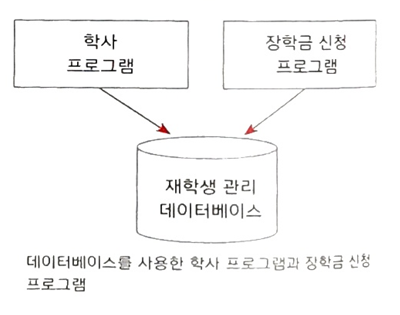 학사
프로그램
장학금 신청
프로그램
재학생 관리
데이터베이스
데이터베이스를 사용한 학사 프로그램과 장학금 신청
프로그램